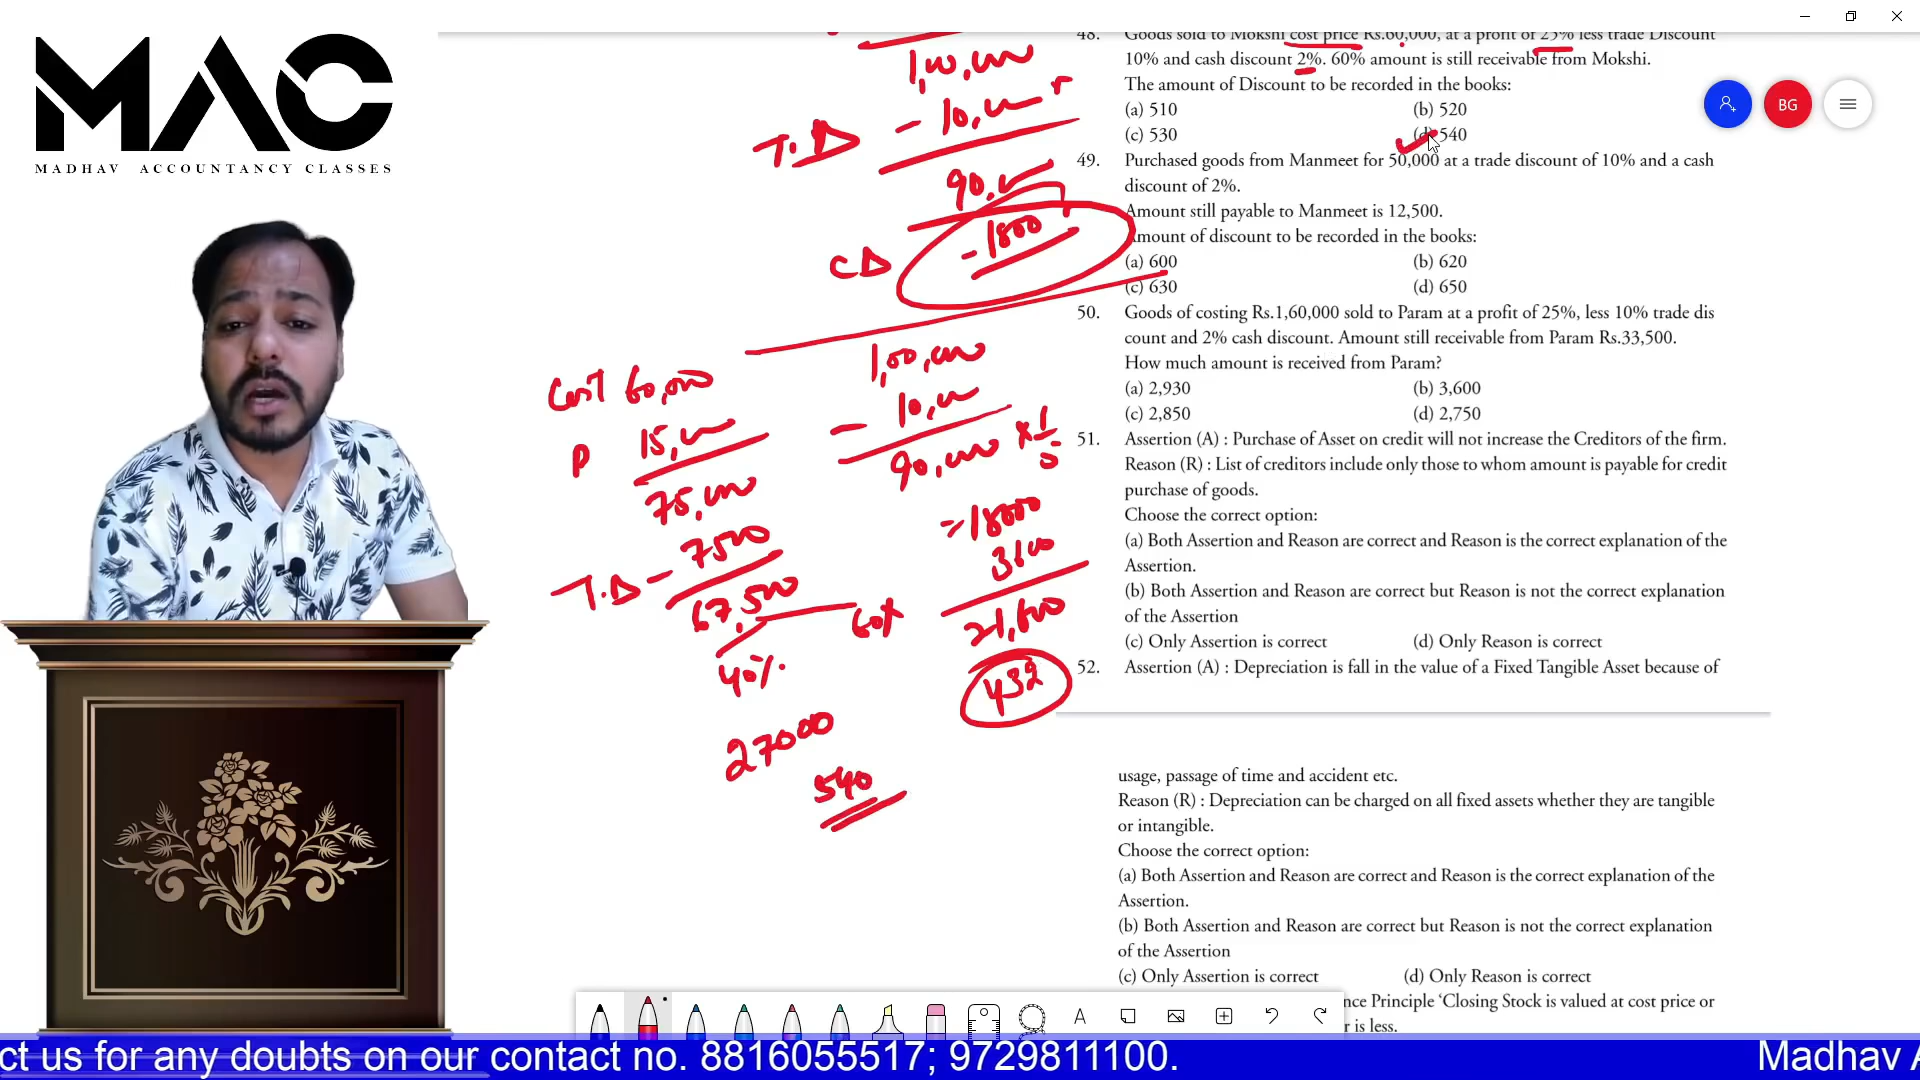 MAC
MADHAV ACCOUNTANCY CLASSES
1,00,000
T.D - 10,000
90,000
CD - 1800
Cost 60,000
P 15,000
75,000
T.D - 7500
67,500 60%
40%
27000
540
1,00,000
- 10,000
90,000 × 1/5
= 18000
3600
21,600
432
48. Goods sold to Mokshi cost price Rs.60,000, at a profit of 25% less trade Discount
10% and cash discount 2%. 60% amount is still receivable from Mokshi.
The amount of Discount to be recorded in the books:
(a) 510 (b) 520
(c) 530 (d) 540
49. Purchased goods from Manmeet for 50,000 at a trade discount of 10% and a cash
discount of 2%.
Amount still payable to Manmeet is 12,500.
Amount of discount to be recorded in the books:
(a) 600 (b) 620
(c) 630 (d) 650
50. Goods of costing Rs.1,60,000 sold to Param at a profit of 25%, less 10% trade dis
count and 2% cash discount. Amount still receivable from Param Rs.33,500.
How much amount is received from Param?
(a) 2,930 (b) 3,600
(c) 2,850 (d) 2,750
51. Assertion (A) : Purchase of Asset on credit will not increase the Creditors of the firm.
Reason (R) : List of creditors include only those to whom amount is payable for credit
purchase of goods.
Choose the correct option:
(a) Both Assertion and Reason are correct and Reason is the correct explanation of the
Assertion.
(b) Both Assertion and Reason are correct but Reason is not the correct explanation
of the Assertion
(c) Only Assertion is correct (d) Only Reason is correct
52. Assertion (A) : Depreciation is fall in the value of a Fixed Tangible Asset because of
usage, passage of time and accident etc.
Reason (R) : Depreciation can be charged on all fixed assets whether they are tangible
or intangible.
Choose the correct option:
(a) Both Assertion and Reason are correct and Reason is the correct explanation of the
Assertion.
(b) Both Assertion and Reason are correct but Reason is not the correct explanation
of the Assertion
(c) Only Assertion is correct (d) Only Reason is correct
nce Principle ‘Closing Stock is valued at cost price or
r is less.
BG
ct us for any doubts on our contact no. 8816055517; 9729811100. Madhav A